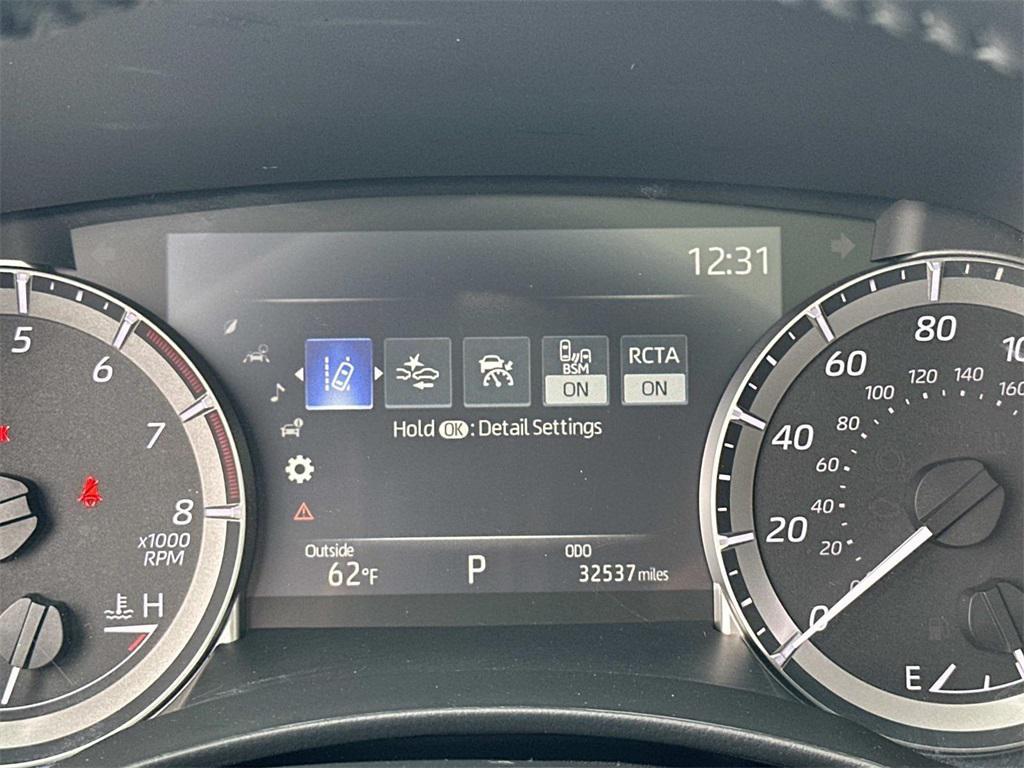 12:31
BSM
ON
RCTA
ON
Hold OK : Detail Settings
Outside
62°F
P
ODO
32537 miles
5
6
7
8
x1000
RPM
H
0
20
40
60
80
20
40
60
80
100
120
140
160
E